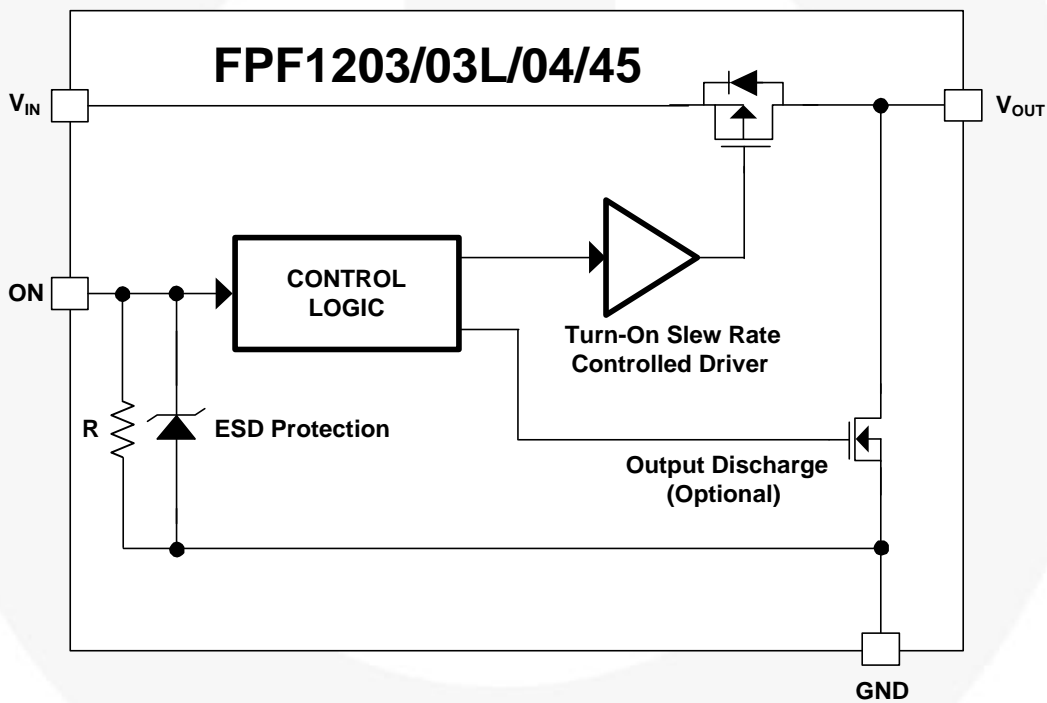 FPF1203/03L/04/45
VIN
VOUT
ON
CONTROL
LOGIC
Turn-On Slew Rate
Controlled Driver
R
ESD Protection
Output Discharge
(Optional)
GND